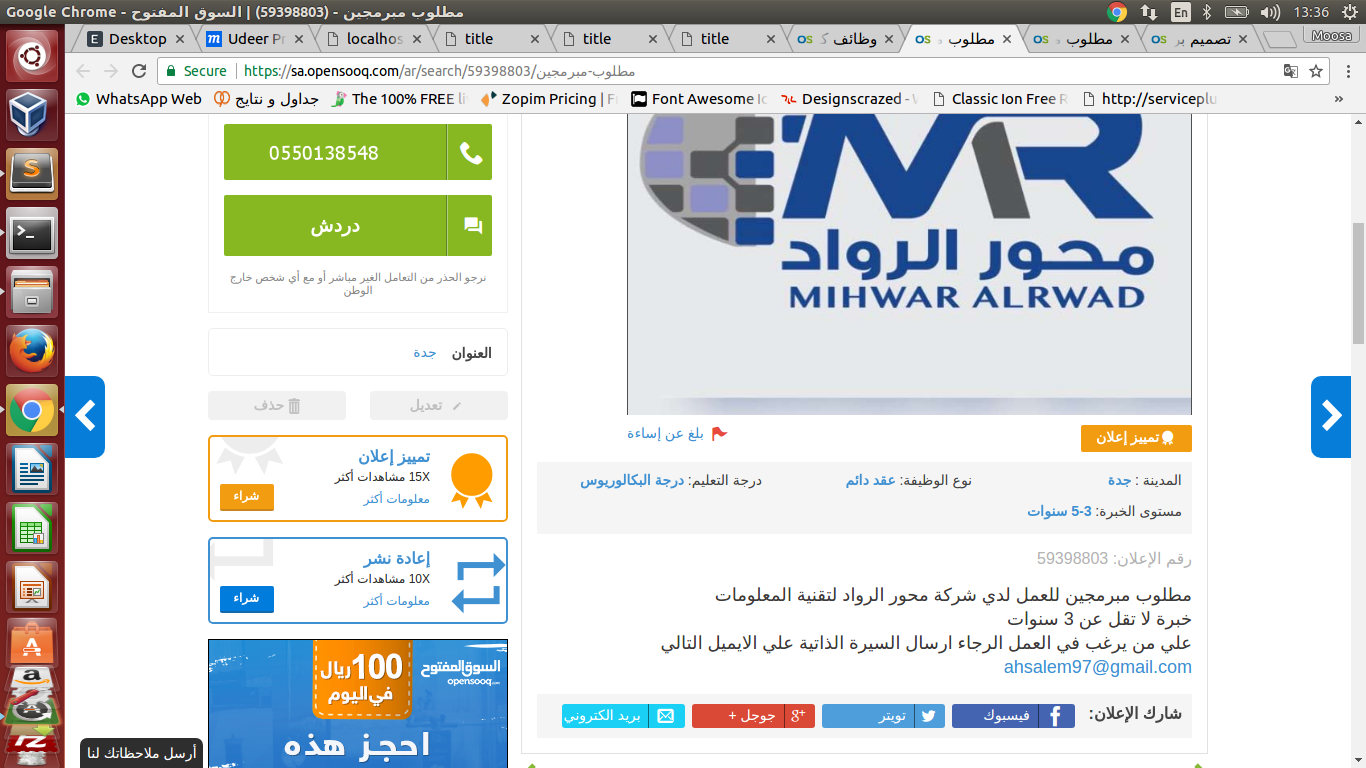 مطلوب مبرمجين - (59398803) | السوق المفتوح - Google Chrome
En
13:36
Desktop
Udeer Pr
localhos
title
title
title
وظائف
مطلوب
مطلوب
تصميم بر
Moosa
Secure
https://sa.opensooq.com/ar/search/59398803/مطلوب-مبرمجين
WhatsApp Web
جداول و نتايج
The 100% FREE li
Zopim Pricing | F
Font Awesome Ic
Designscrazed - W
Classic Ion Free R
http://serviceplu
»
MR
محور الرواد
MIHWAR ALRWAD
تمييز إعلان
بلغ عن إساءة
المدينة : جدة
نوع الوظيفة: عقد دائم
درجة التعليم: درجة البكالوريوس
مستوى الخبرة: 3-5 سنوات
رقم الإعلان: 59398803
مطلوب مبرمجين للعمل لدي شركة محور الرواد لتقنية المعلومات
خبرة لا تقل عن 3 سنوات
علي من يرغب في العمل الرجاء ارسال السيرة الذاتية علي الايميل التالي
ahsalem97@gmail.com
شارك الإعلان:
فيسبوك
تويتر
جوجل +
بريد الكتروني
0550138548
دردش
نرجو الحذر من التعامل الغير مباشر أو مع أي شخص خارج
الوطن
العنوان جدة
تعديل
حذف
تمييز إعلان
15X مشاهدات أكثر
معلومات أكثر
شراء
إعادة نشر
10X مشاهدات أكثر
معلومات أكثر
شراء
السوق المفتوح
opensooq.com
100 ريال
في اليوم
احجز هذه
أرسل ملاحظاتك لنا